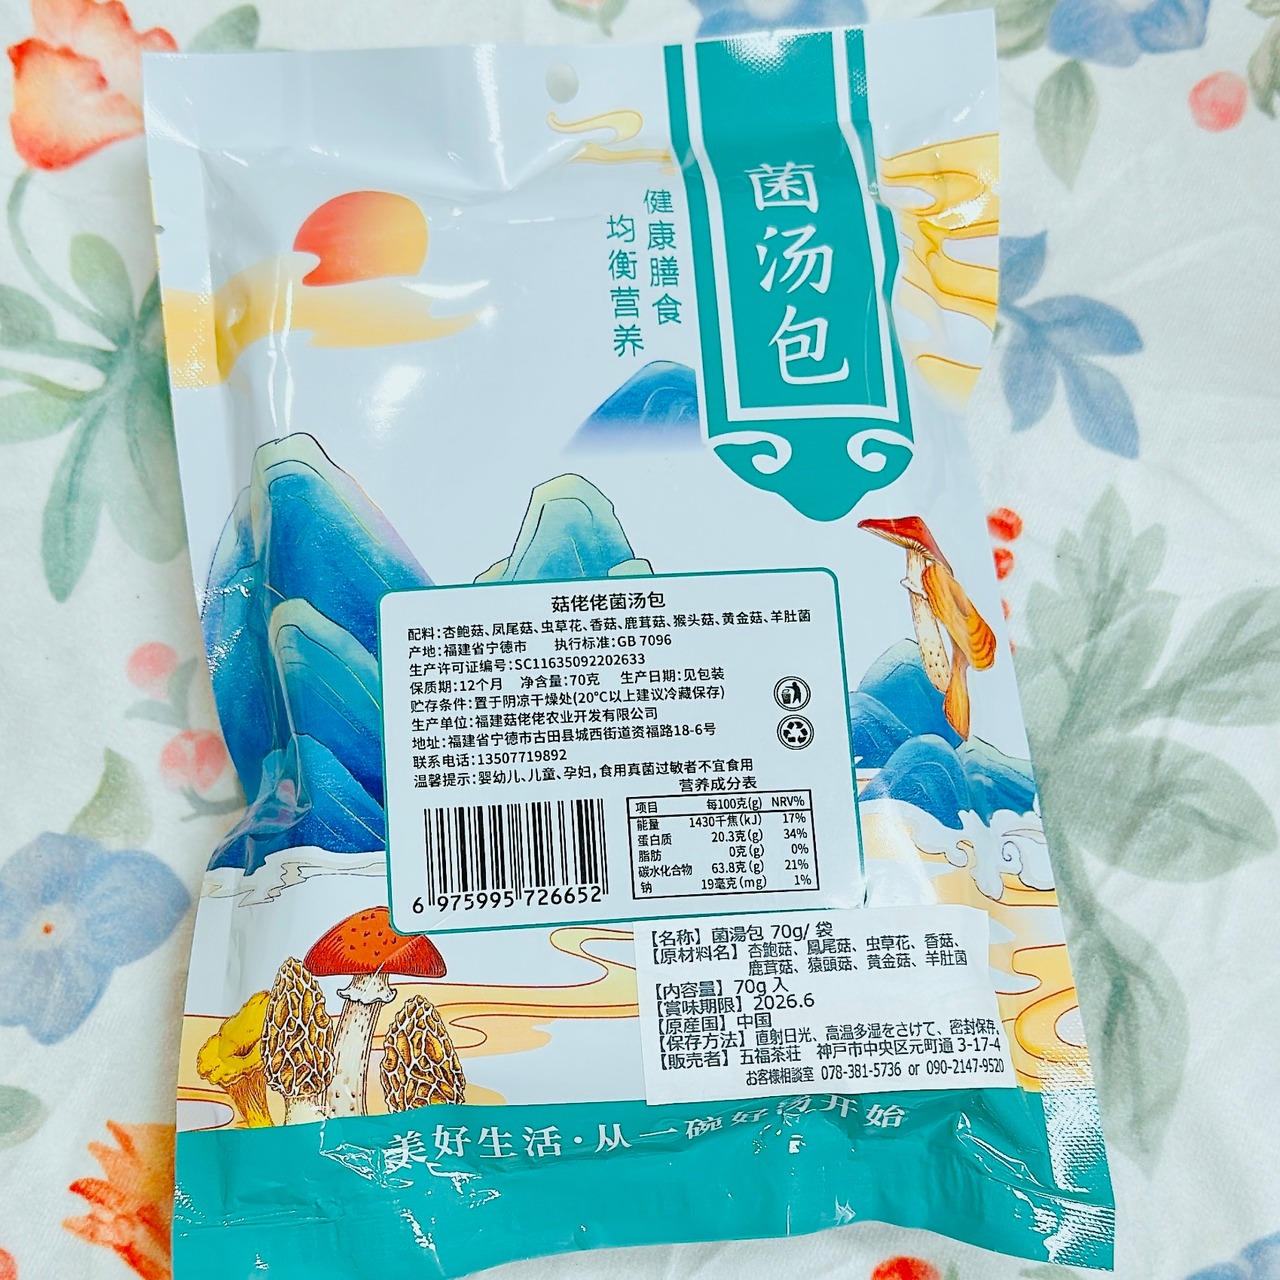 菌汤包
健康膳食
均衡营养
菇佬佬菌汤包
配料:杏鲍菇、凤尾菇、虫草花、香菇、鹿茸菇、猴头菇、黄金菇、羊肚菌
产地:福建省宁德市 执行标准:GB 7096
生产许可证编号:SC11635092202633
保质期:12个月 净含量:70克 生产日期:见包装
贮存条件:置于阴凉干燥处(20°C以上建议冷藏保存)
生产单位:福建菇佬佬农业开发有限公司
地址:福建省宁德市古田县城西街道资福路18-6号
联系电话:13507719892
温馨提示:婴幼儿、儿童、孕妇,食用真菌过敏者不宜食用
营养成分表
项目 每100克(g) NRV%
能量 1430千焦(kJ) 17%
蛋白质 20.3克(g) 34%
脂肪 0克(g) 0%
碳水化合物 63.8克(g) 21%
钠 19毫克(mg) 1%
6 975995 726652
【名称】菌湯包 70g/ 袋
【原材料名】杏鮑菇、鳳尾菇、虫草花、香菇、
鹿茸菇、猿頭菇、黄金菇、羊肚菌
【内容量】70g 入
【賞味期限】2026.6
【原産国】中国
【保存方法】直射日光、高温多湿をさけて、密封保存。
【販売者】五福茶荘 神戸市中央区元町通 3-17-4
お客様相談室 078-381-5736 or 090-2147-9520
美好生活·从一碗好汤开始